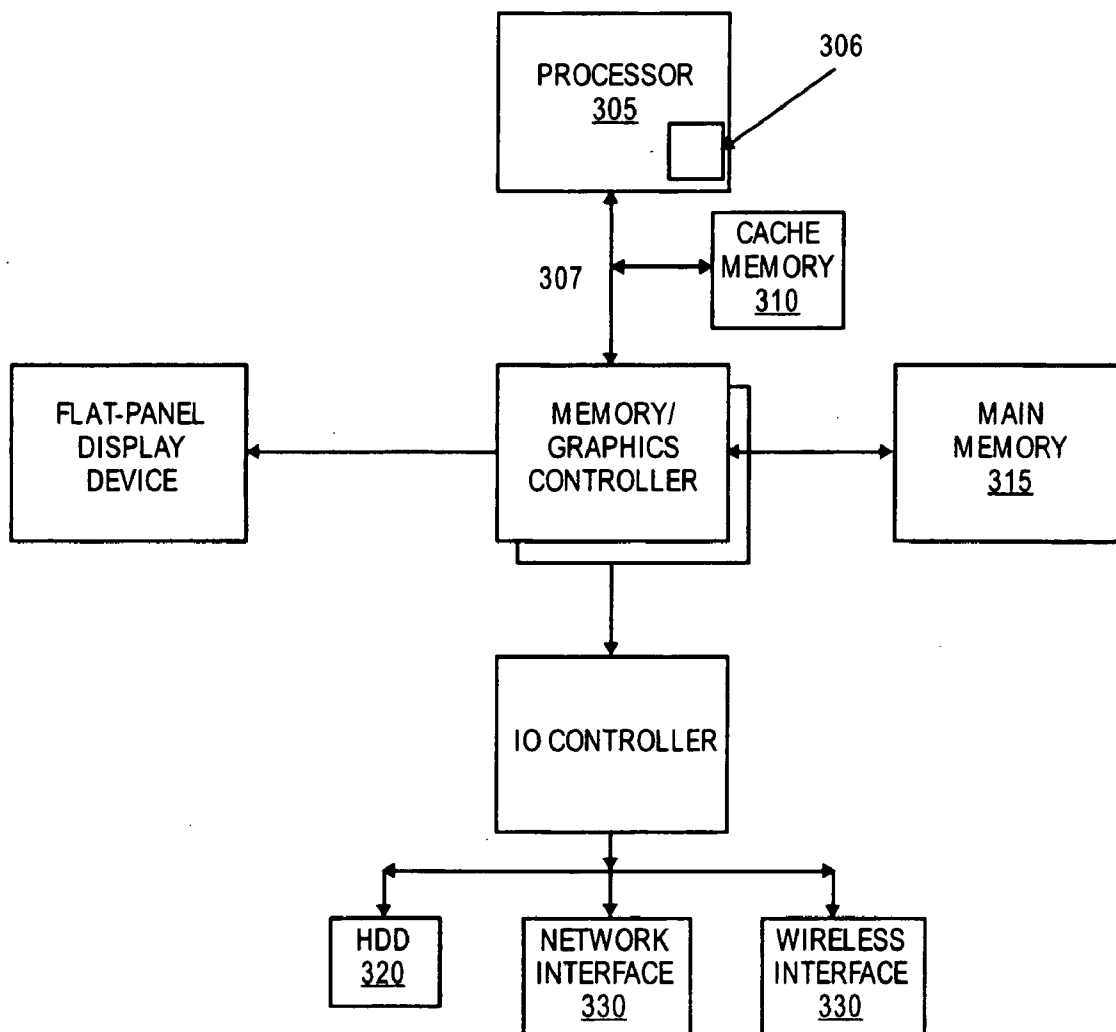 PROCESSOR
305
306
307
CACHE
MEMORY
310
FLAT-PANEL
DISPLAY
DEVICE
MEMORY/
GRAPHICS
CONTROLLER
MAIN
MEMORY
315
IO CONTROLLER
HDD
320
NETWORK
INTERFACE
330
WIRELESS
INTERFACE
330